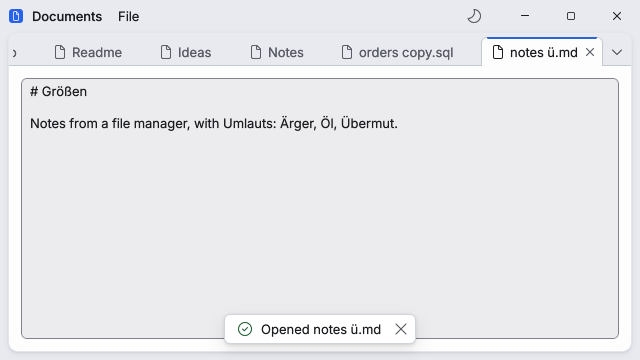 Documents File
Readme Ideas Notes orders copy.sql notes ü.md
# Größen
Notes from a file manager, with Umlauts: Ärger, Öl, Übermut.
Opened notes ü.md